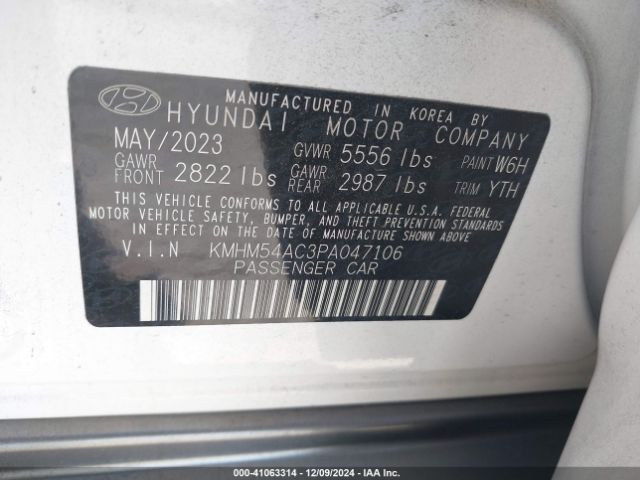 MANUFACTURED IN KOREA BY
HYUNDAI MOTOR COMPANY
MAY/2023 GVWR 5556 lbs PAINT W6H
GAWR FRONT 2822 lbs GAWR REAR 2987 lbs TRIM YTH
THIS VEHICLE CONFORMS TO ALL APPLICABLE U.S.A. FEDERAL
MOTOR VEHICLE SAFETY, BUMPER, AND THEFT PREVENTION STANDARDS
IN EFFECT ON THE DATE OF MANUFACTURE SHOWN ABOVE
V.I.N KMHM54AC3PA047106
PASSENGER CAR
000-41063314 - 12/09/2024 - IAA Inc.